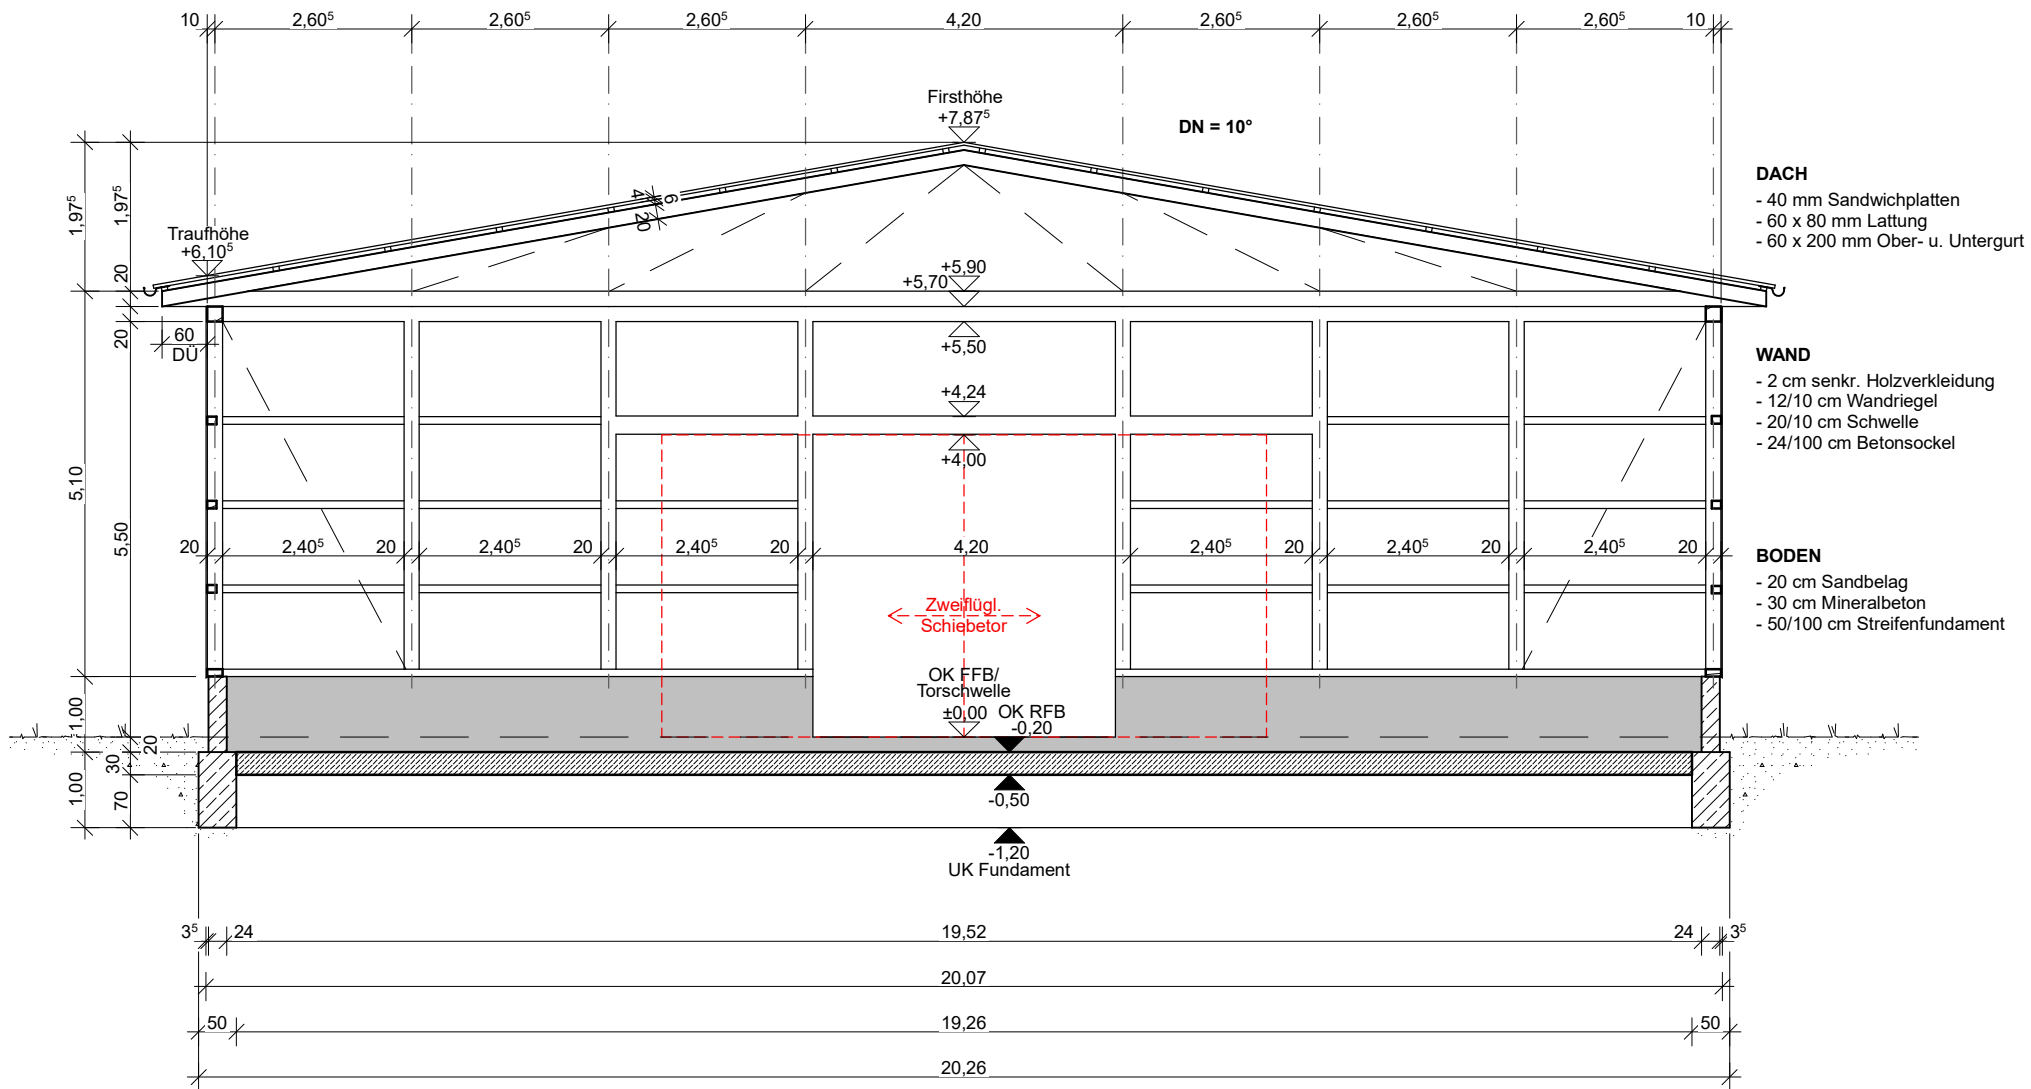 10 2,60⁵ 2,60⁵ 2,60⁵ 4,20 2,60⁵ 2,60⁵ 2,60⁵ 10
Firsthöhe
+7,87⁵
DN = 10°
DACH
- 40 mm Sandwichplatten
- 60 x 80 mm Lattung
- 60 x 200 mm Ober- u. Untergurt
1,97⁵
1,97⁵
4 6
20
Traufhöhe
+6,10⁵
20
+5,90
+5,70
20
60
DÜ
+5,50
WAND
- 2 cm senkr. Holzverkleidung
- 12/10 cm Wandriegel
- 20/10 cm Schwelle
- 24/100 cm Betonsockel
+4,24
+4,00
5,10
5,50
20 2,40⁵ 20 2,40⁵ 20 2,40⁵ 20 4,20 2,40⁵ 20 2,40⁵ 20 2,40⁵ 20
BODEN
- 20 cm Sandbelag
- 30 cm Mineralbeton
- 50/100 cm Streifenfundament
Zweiflügl.
Schiebetor
OK FFB/
Torschwelle
±0,00
OK RFB
-0,20
1,00
20
30
1,00
70
-0,50
-1,20
UK Fundament
3⁵ 24 19,52 24 3⁵
20,07
50 19,26 50
20,26